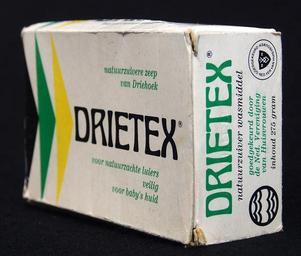 natuurzuivere zeep
van Driehoek
DRIETEX®
voor natuurzachte luiers
veilig
voor baby's huid
DRIETEX®
natuurzuiver wasmiddel
goedgekeurd door
de Ned. Vereniging
van Huisvrouwen
inhoud 275 gram